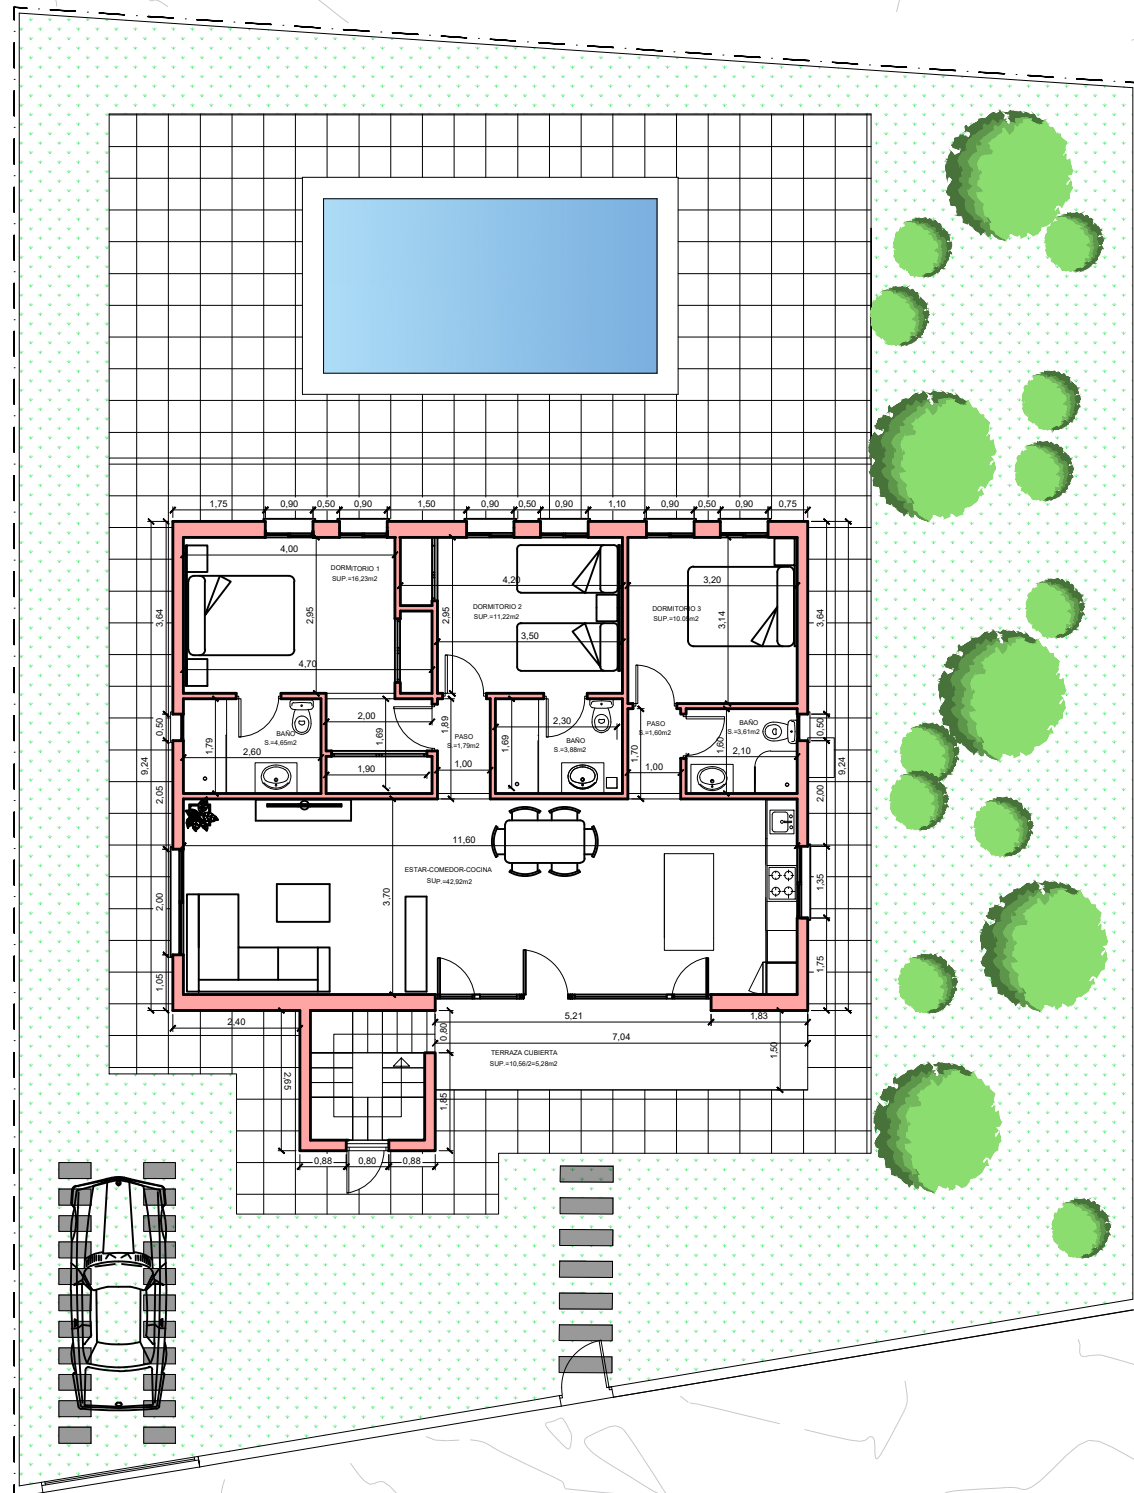 1,75
0,90
0,50
0,90
1,50
0,90
0,50
0,90
1,10
0,90
0,50
0,90
0,75
4,00
DORMITORIO 1
SUP.=16,23m2
4,20
3,20
3,64
2,95
2,95
DORMITORIO 2
SUP.=11,22m2
DORMITORIO 3
SUP.=10.05m2
3,14
3,64
3,50
4,70
2,00
1,89
2,30
0,50
1,79
BAÑO
S.=4,65m2
1,69
PASO
S.=1,79m2
1,69
BAÑO
S.=3,88m2
PASO
S.=1,60m2
1,60
BAÑO
S.=3,61m2
0,50
2,60
1,70
2,10
9,24
1,90
1,00
1,00
9,24
2,05
2,00
11,60
ESTAR-COMEDOR-COCINA
SUP.=42,92m2
3,70
2,00
1,35
1,05
1,75
2,40
5,21
1,83
0,80
7,04
TERRAZA CUBIERTA
SUP.=10,56/2=5,28m2
1,50
2,65
1,85
0,88
0,80
0,88